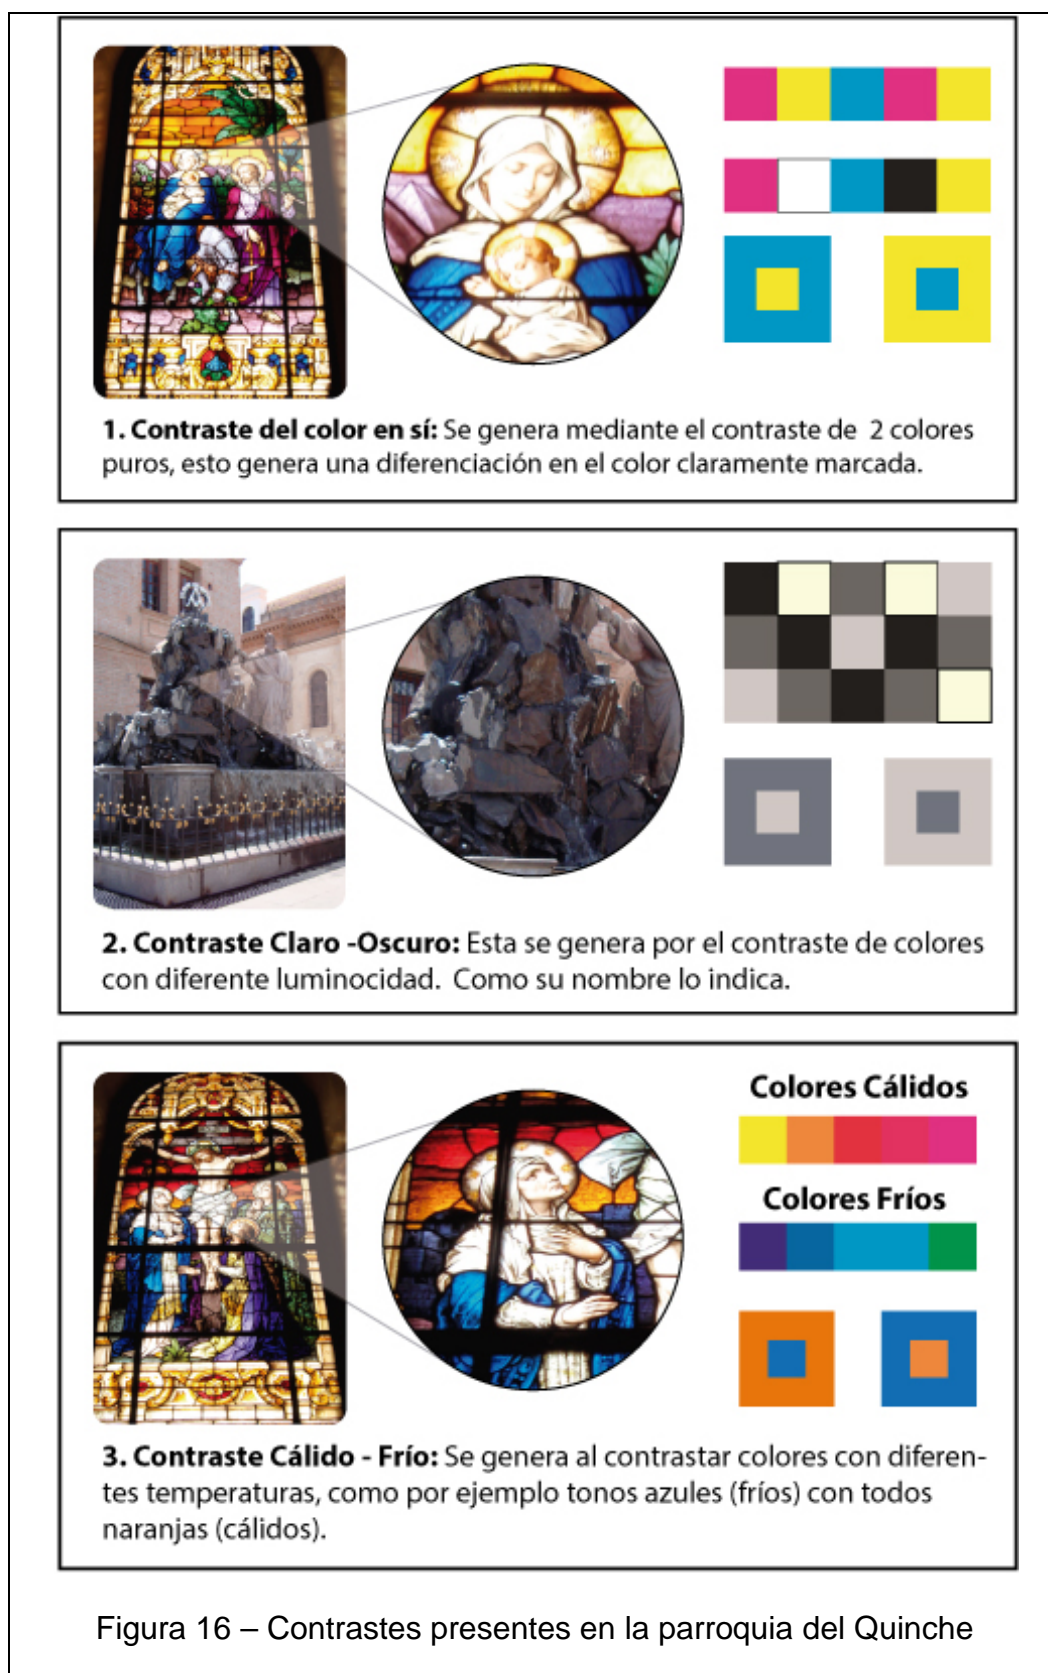 1. Contraste del color en sí: Se genera mediante el contraste de 2 colores
puros, esto genera una diferenciación en el color claramente marcada.
2. Contraste Claro -Oscuro: Esta se genera por el contraste de colores
con diferente luminocidad. Como su nombre lo indica.
Colores Cálidos
Colores Fríos
3. Contraste Cálido - Frío: Se genera al contrastar colores con diferen-
tes temperaturas, como por ejemplo tonos azules (fríos) con todos
naranjas (cálidos).
Figura 16 – Contrastes presentes en la parroquia del Quinche